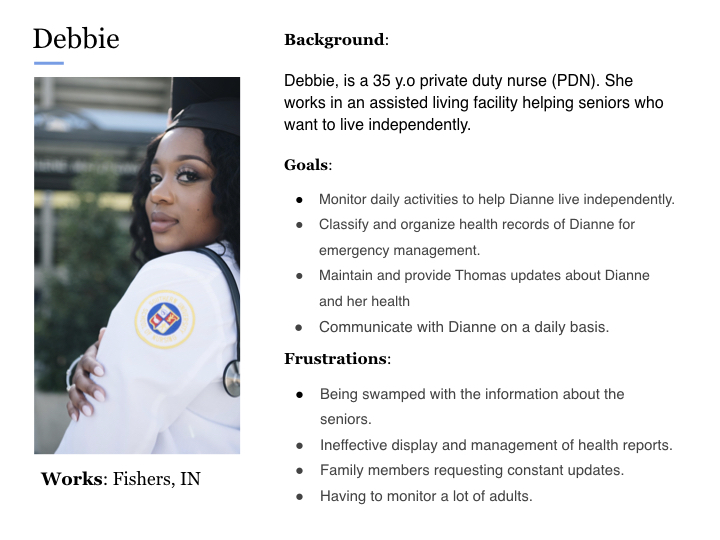 Debbie
Works: Fishers, IN
Background:
Debbie, is a 35 y.o private duty nurse (PDN). She
works in an assisted living facility helping seniors who
want to live independently.
Goals:
● Monitor daily activities to help Dianne live independently.
● Classify and organize health records of Dianne for
emergency management.
● Maintain and provide Thomas updates about Dianne
and her health
● Communicate with Dianne on a daily basis.
Frustrations:
● Being swamped with the information about the
seniors.
● Ineffective display and management of health reports.
● Family members requesting constant updates.
● Having to monitor a lot of adults.